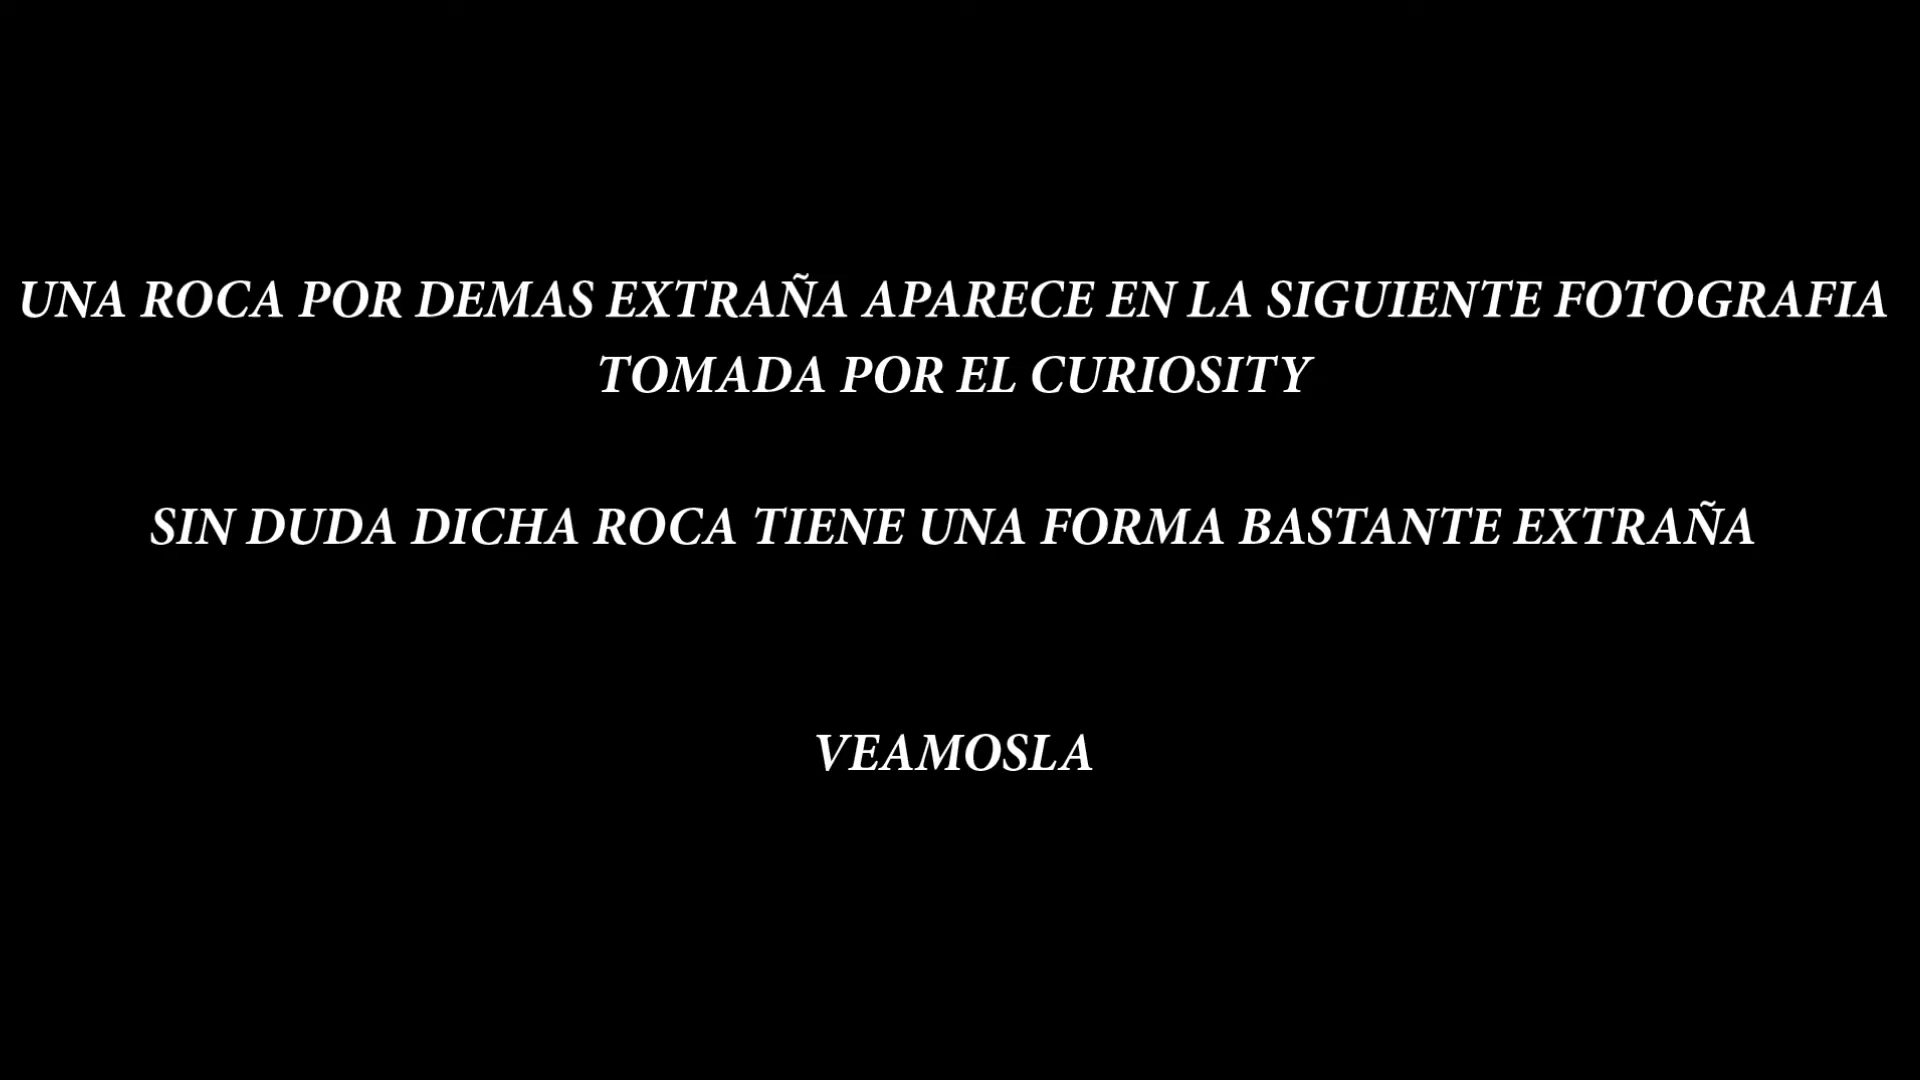 UNA ROCA POR DEMAS EXTRAÑA APARECE EN LA SIGUIENTE FOTOGRAFIA
TOMADA POR EL CURIOSITY
SIN DUDA DICHA ROCA TIENE UNA FORMA BASTANTE EXTRAÑA
VEAMOSLA